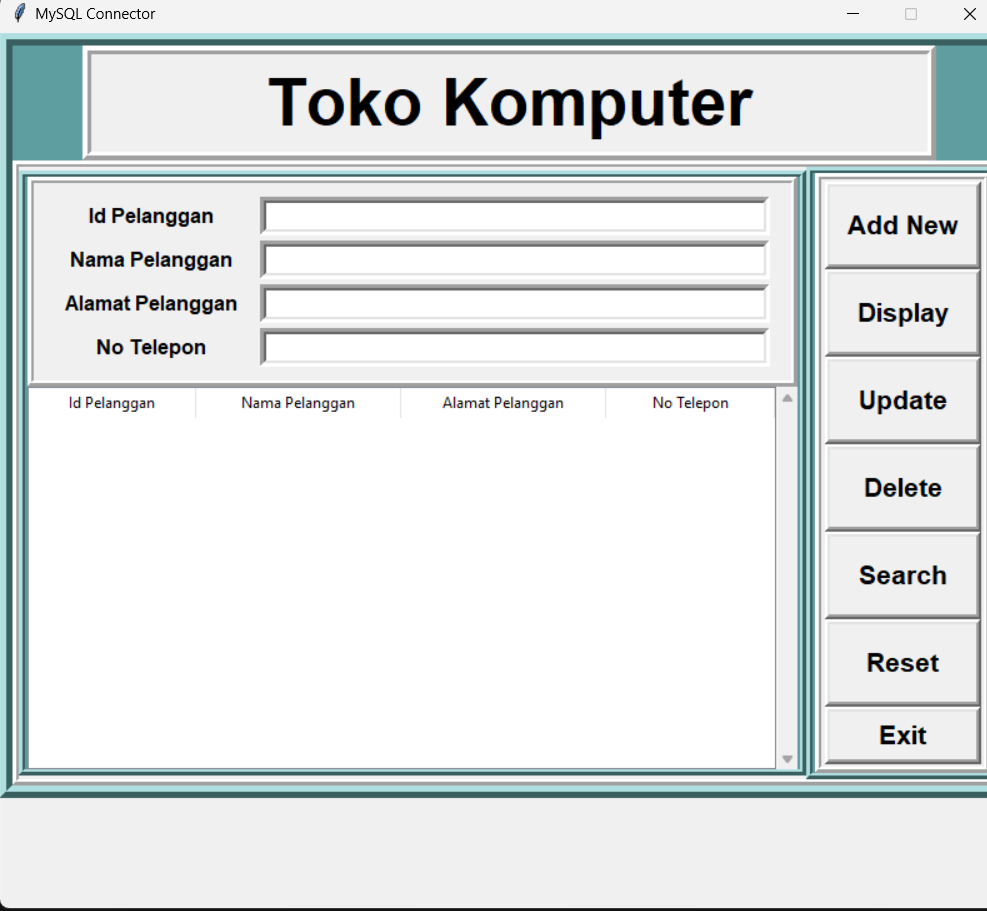 MySQL Connector
Toko Komputer
Id Pelanggan
Nama Pelanggan
Alamat Pelanggan
No Telepon
Id Pelanggan Nama Pelanggan Alamat Pelanggan No Telepon
Add New
Display
Update
Delete
Search
Reset
Exit